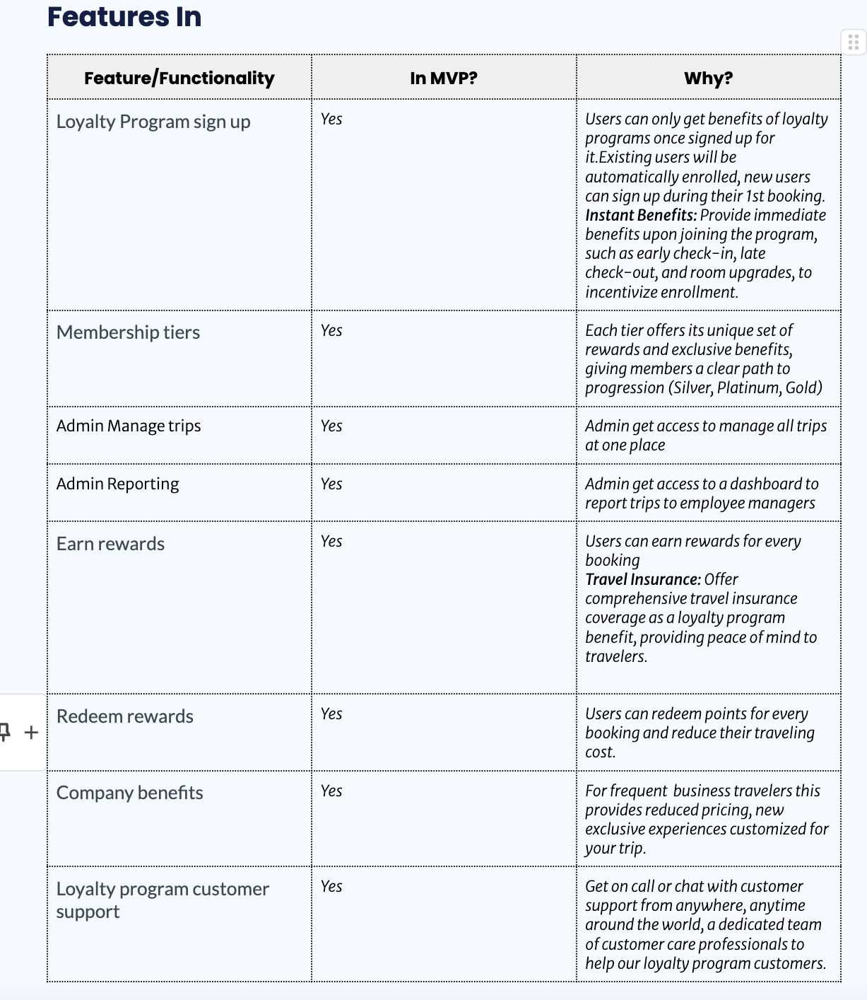 Features In
Feature/Functionality
In MVP?
Why?
Loyalty Program sign up
Yes
Users can only get benefits of loyalty
programs once signed up for
it.Existing users will be
automatically enrolled, new users
can sign up during their 1st booking.
Instant Benefits: Provide immediate
benefits upon joining the program,
such as early check-in, late
check-out, and room upgrades, to
incentivize enrollment.
Membership tiers
Yes
Each tier offers its unique set of
rewards and exclusive benefits,
giving members a clear path to
progression (Silver, Platinum, Gold)
Admin Manage trips
Yes
Admin get access to manage all trips
at one place
Admin Reporting
Yes
Admin get access to a dashboard to
report trips to employee managers
Earn rewards
Yes
Users can earn rewards for every
booking
Travel Insurance: Offer
comprehensive travel insurance
coverage as a loyalty program
benefit, providing peace of mind to
travelers.
Redeem rewards
Yes
Users can redeem points for every
booking and reduce their traveling
cost.
Company benefits
Yes
For frequent  business travelers this
provides reduced pricing, new
exclusive experiences customized for
your trip.
Loyalty program customer
support
Yes
Get on call or chat with customer
support from anywhere, anytime
around the world, a dedicated team
of customer care professionals to
help our loyalty program customers.